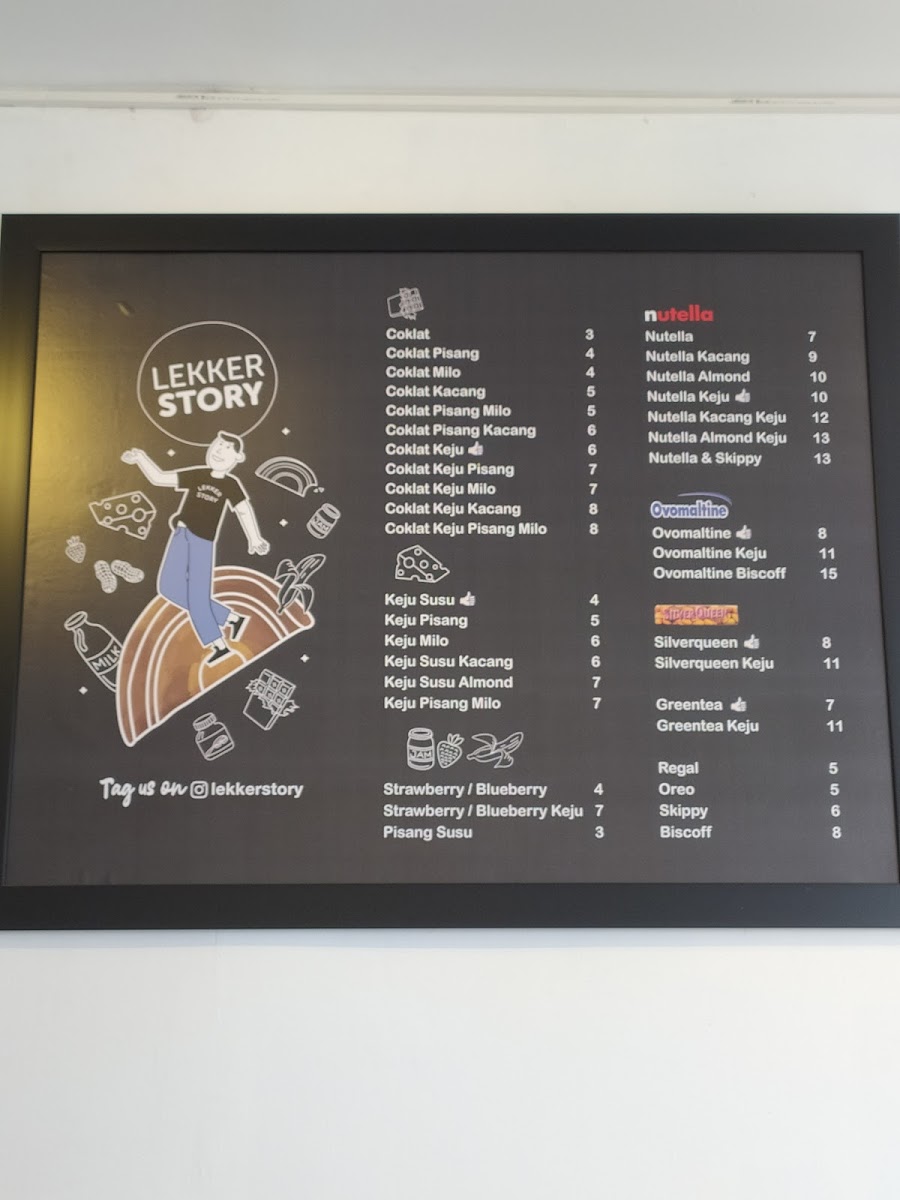 LEKKER
STORY
LEKKER
STORY
JAM
MILK
Tag us on lekkerstory
Coklat 3
Coklat Pisang 4
Coklat Milo 4
Coklat Kacang 5
Coklat Pisang Milo 5
Coklat Pisang Kacang 6
Coklat Keju 6
Coklat Keju Pisang 7
Coklat Keju Milo 7
Coklat Keju Kacang 8
Coklat Keju Pisang Milo 8
Keju Susu 4
Keju Pisang 5
Keju Milo 6
Keju Susu Kacang 6
Keju Susu Almond 7
Keju Pisang Milo 7
JAM
Strawberry / Blueberry 4
Strawberry / Blueberry Keju 7
Pisang Susu 3
nutella
Nutella 7
Nutella Kacang 9
Nutella Almond 10
Nutella Keju 10
Nutella Kacang Keju 12
Nutella Almond Keju 13
Nutella & Skippy 13
Ovomaltine
Ovomaltine 8
Ovomaltine Keju 11
Ovomaltine Biscoff 15
SILVERQUEEN
Silverqueen 8
Silverqueen Keju 11
Greentea 7
Greentea Keju 11
Regal 5
Oreo 5
Skippy 6
Biscoff 8